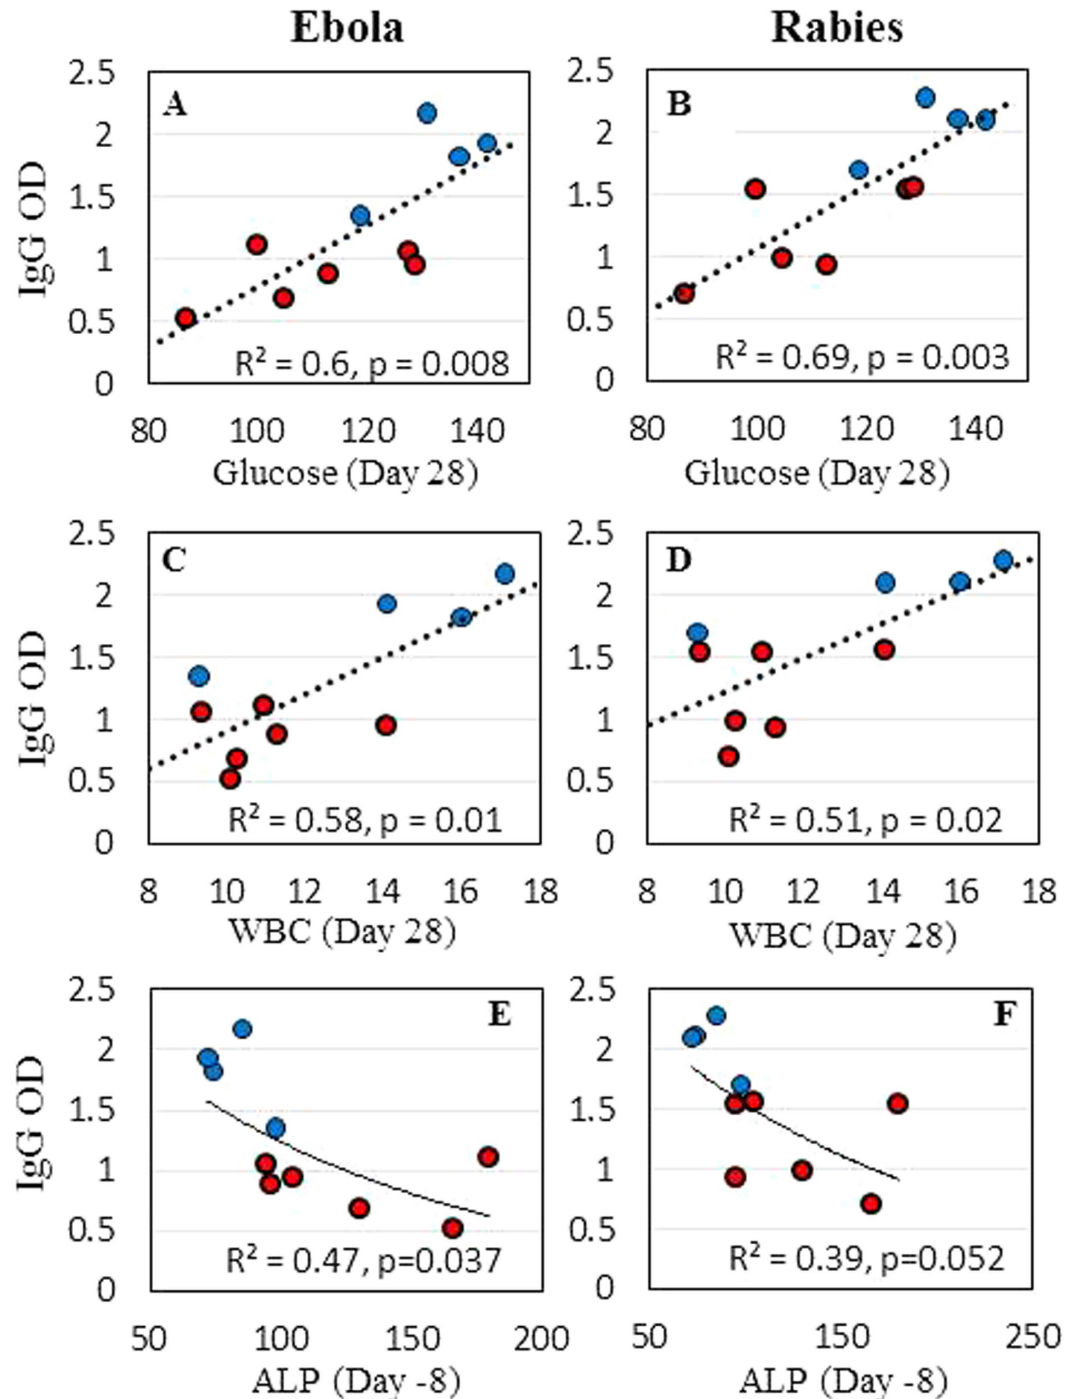 Ebola Rabies
A
2.5
2
1.5
1
0.5
0
IgG OD
R² = 0.6, p = 0.008
80 100 120 140
Glucose (Day 28)
B
2.5
2
1.5
1
0.5
0
R² = 0.69, p = 0.003
80 100 120 140
Glucose (Day 28)
C
2.5
2
1.5
1
0.5
0
IgG OD
R² = 0.58, p = 0.01
8 10 12 14 16 18
WBC (Day 28)
D
2.5
2
1.5
1
0.5
0
R² = 0.51, p = 0.02
8 10 12 14 16 18
WBC (Day 28)
E
2.5
2
1.5
1
0.5
0
IgG OD
R² = 0.47, p=0.037
50 100 150 200
ALP (Day -8)
F
2.5
2
1.5
1
0.5
0
R² = 0.39, p=0.052
50 150 250
ALP (Day -8)